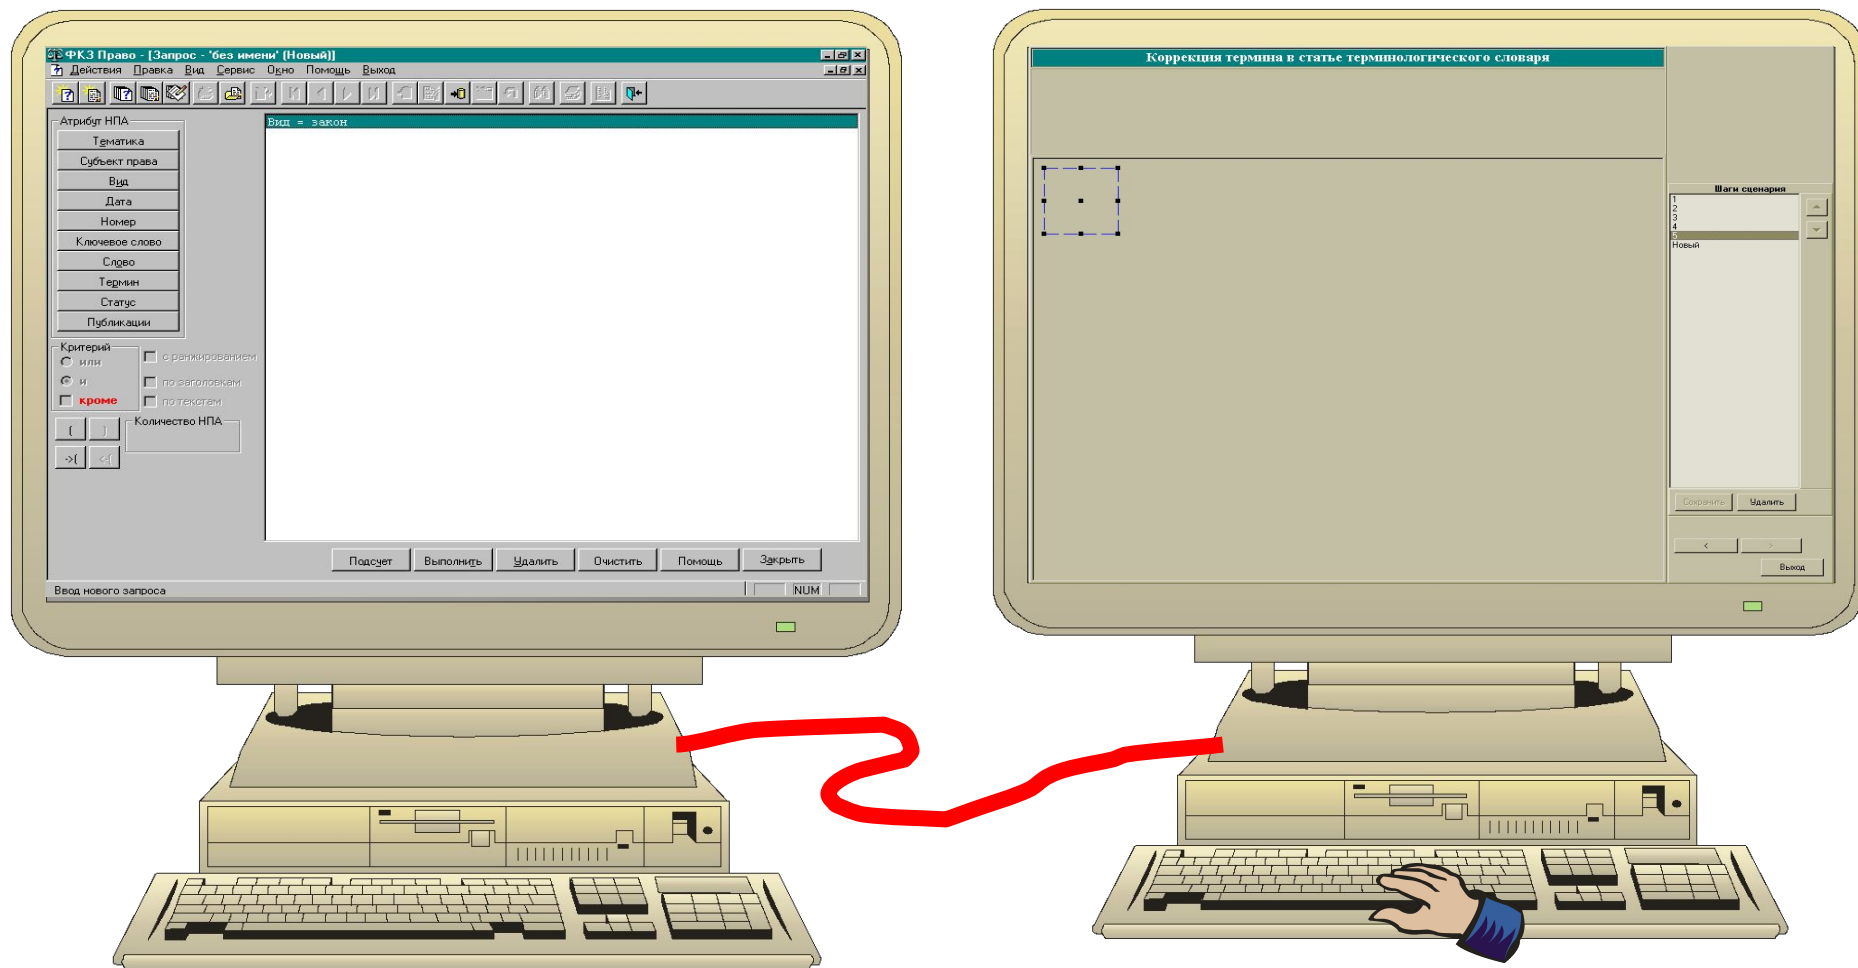 ФКЗ Право - [Запрос - 'без имени' (Новый)]
? Действия Правка Вид Сервис Окно Помощь Выход
Атрибут НПА
Тематика
Субъект права
Вид
Дата
Номер
Ключевое слово
Слово
Термин
Статус
Публикации
Вид = закон
Критерий
или
и
кроме
с ранжированием
по заголовкам
по текстам
( )
Количество НПА
->( <-(
Подсчет Выполнить Удалить Очистить Помощь Закрыть
Ввод нового запроса NUM
Коррекция термина в статье терминологического словаря
Шаги сценария
1
2
3
4
5
Новый
Сохранить Удалить
< >
Выход